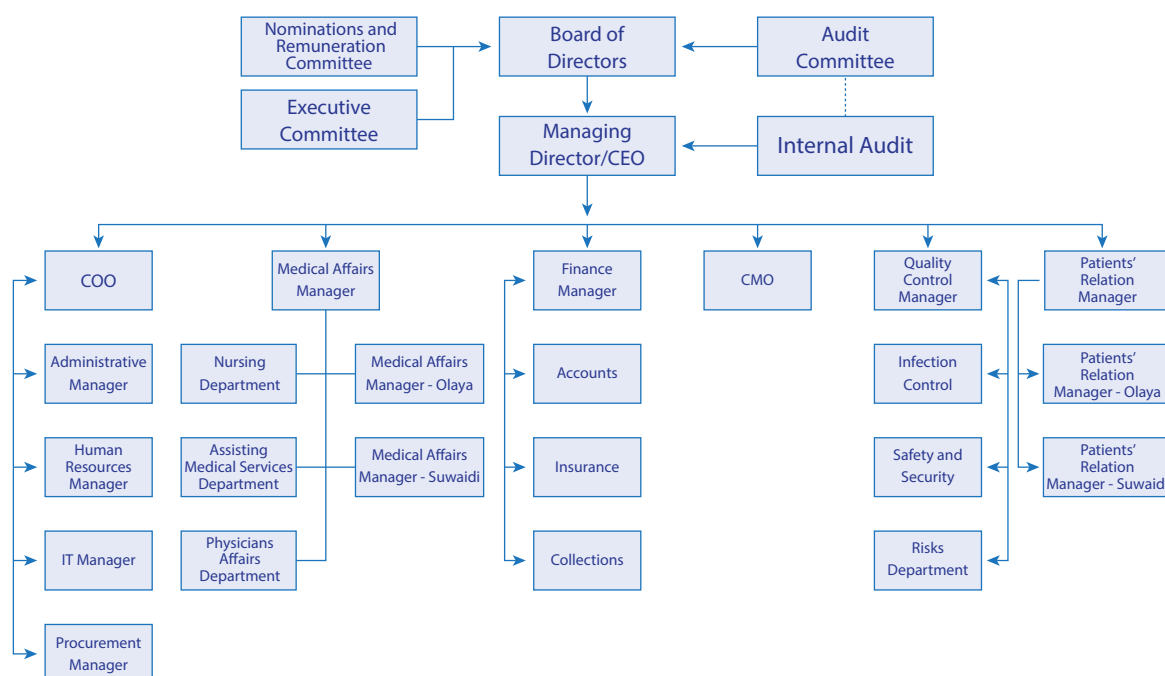 Nominations and
Remuneration
Committee
Board of
Directors
Audit
Committee
Executive
Committee
Managing
Director/CEO
Internal Audit
COO
Medical Affairs
Manager
Finance
Manager
CMO
Quality
Control
Manager
Patients'
Relation
Manager
Administrative
Manager
Nursing
Department
Medical Affairs
Manager - Olaya
Accounts
Infection
Control
Patients'
Relation
Manager - Olaya
Human
Resources
Manager
Assisting
Medical Services
Department
Medical Affairs
Manager - Suwaidi
Insurance
Safety and
Security
Patients'
Relation
Manager - Suwaidi
IT Manager
Physicians
Affairs
Department
Collections
Risks
Department
Procurement
Manager